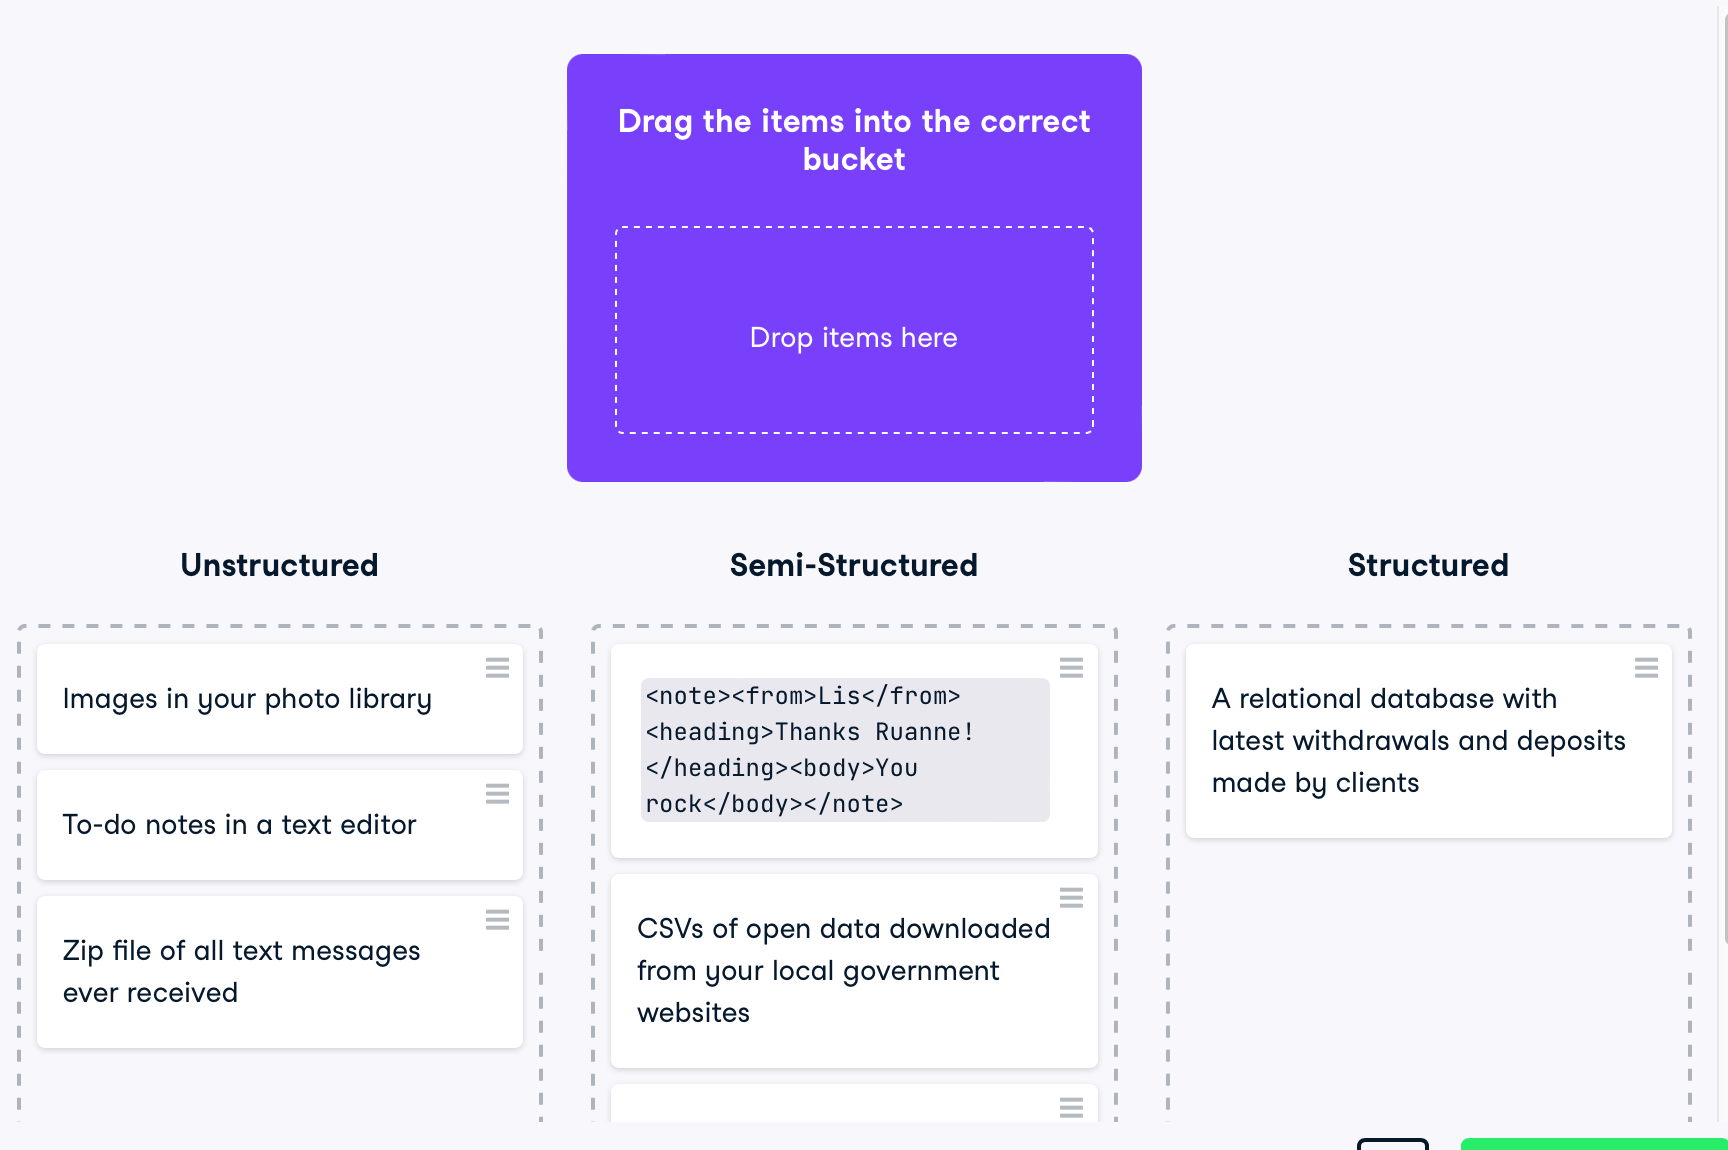 Drag the items into the correct
bucket
Drop items here
Unstructured
Images in your photo library
To-do notes in a text editor
Zip file of all text messages
ever received
Semi-Structured
<note><from>Lis</from>
<heading>Thanks Ruanne!
</heading><body>You
rock</body></note>
CSVs of open data downloaded
from your local government
websites
Structured
A relational database with
latest withdrawals and deposits
made by clients